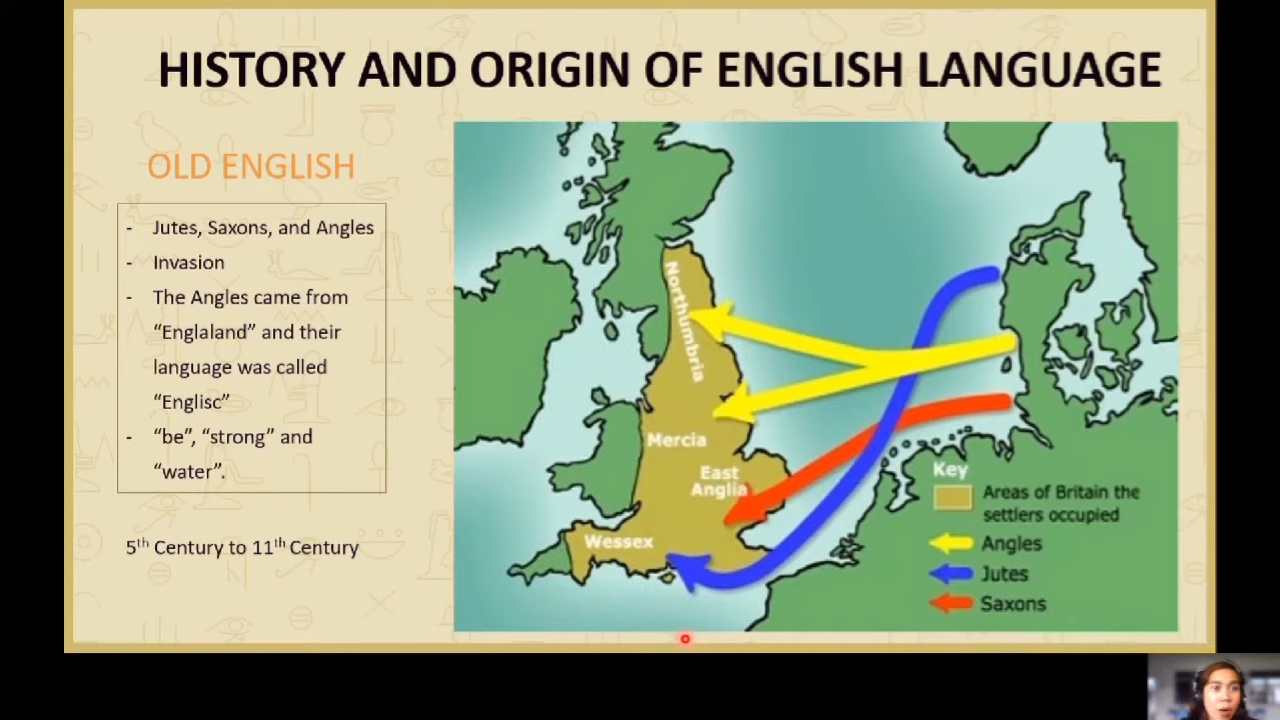 HISTORY AND ORIGIN OF ENGLISH LANGUAGE
OLD ENGLISH
- Jutes, Saxons, and Angles
- Invasion
- The Angles came from
“Englaland” and their
language was called
“Englisc”
- “be”, “strong” and
“water”.
5th Century to 11th Century
Northumbria
Mercia
East
Anglia
Wessex
Key
Areas of Britain the
settlers occupied
Angles
Jutes
Saxons